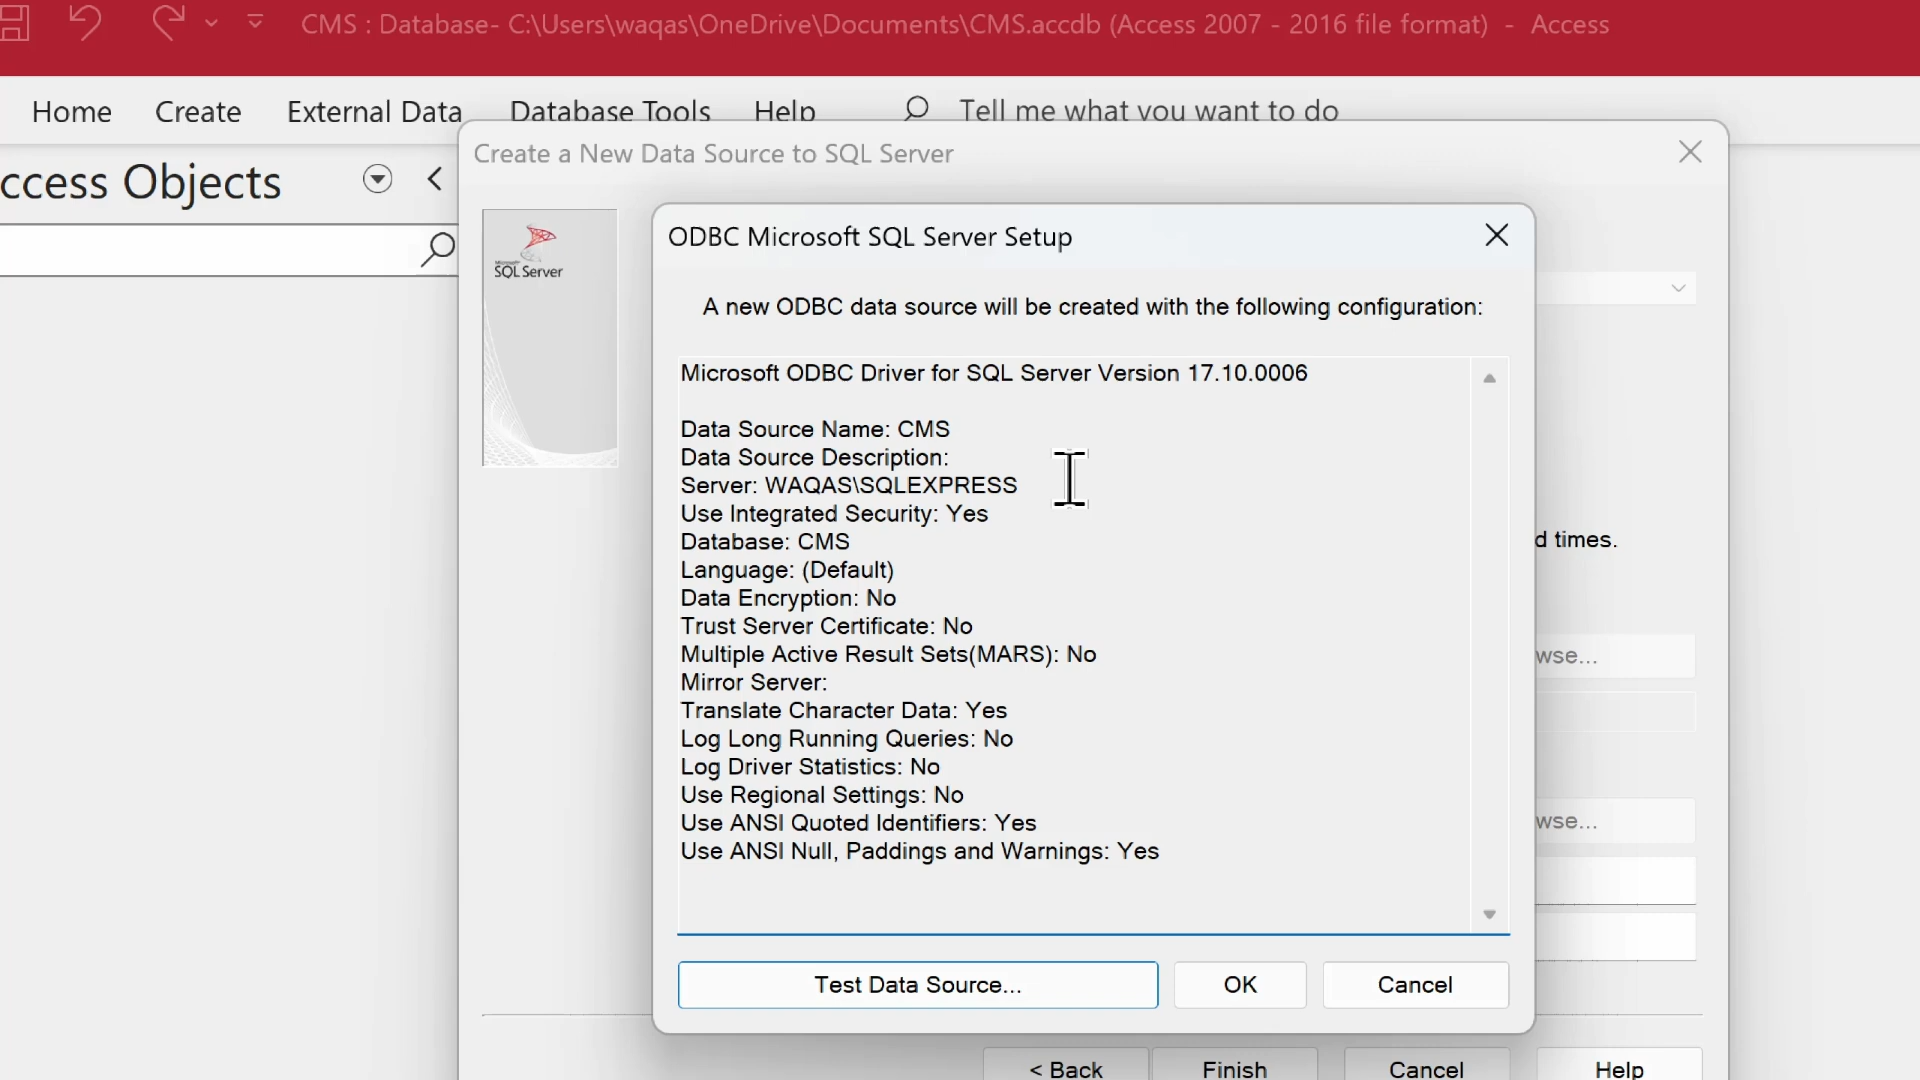 CMS : Database- C:\Users\waqas\OneDrive\Documents\CMS.accdb (Access 2007 - 2016 file format) - Access
Home Create External Data Database Tools Help Tell me what you want to do
ccess Objects
Create a New Data Source to SQL Server
Microsoft
SQL Server
ODBC Microsoft SQL Server Setup
A new ODBC data source will be created with the following configuration:
Microsoft ODBC Driver for SQL Server Version 17.10.0006
Data Source Name: CMS
Data Source Description:
Server: WAQAS\SQLEXPRESS
Use Integrated Security: Yes
Database: CMS
Language: (Default)
Data Encryption: No
Trust Server Certificate: No
Multiple Active Result Sets(MARS): No
Mirror Server:
Translate Character Data: Yes
Log Long Running Queries: No
Log Driver Statistics: No
Use Regional Settings: No
Use ANSI Quoted Identifiers: Yes
Use ANSI Null, Paddings and Warnings: Yes
d times.
wse...
wse...
Test Data Source... OK Cancel
< Back Finish Cancel Help